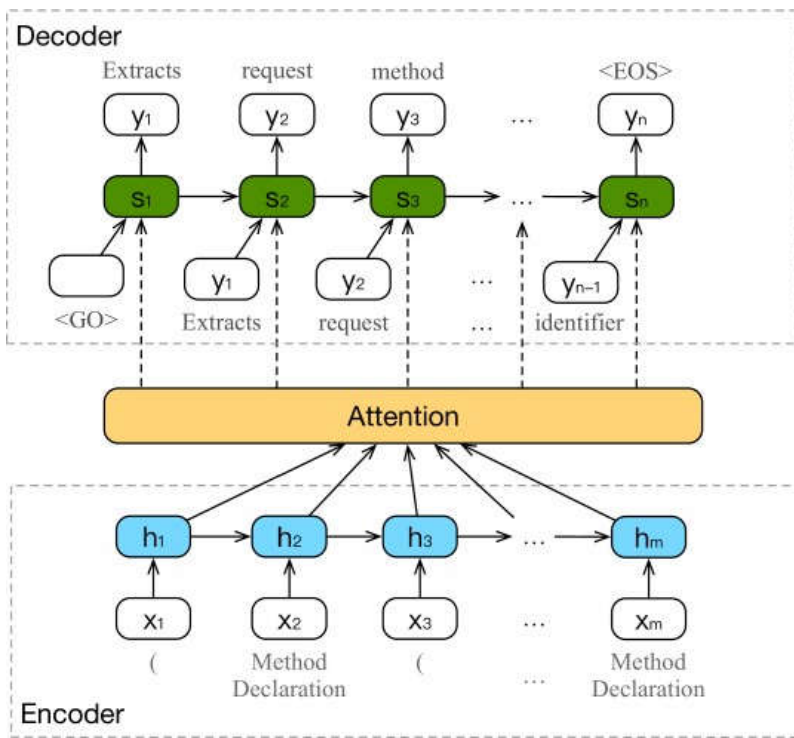 Decoder
Extracts request method <EOS>
y1 y2 y3 ... yn
s1 s2 s3 ... sn
y1 y2 ... yn-1
<GO> Extracts request ... identifier
Attention
h1 h2 h3 ... hm
x1 x2 x3 ... xm
( Method ( ... Method
Declaration Declaration
Encoder